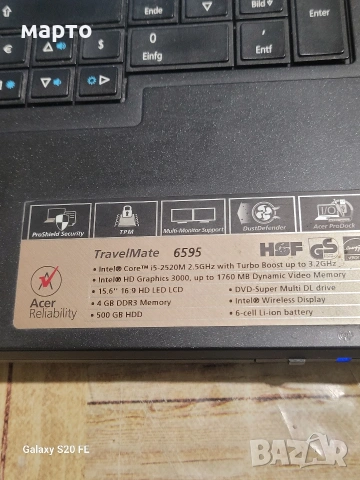 марто
Ende
Bild
Enter
€
$
0
Einfg
,
Entf
ProShield Security
TPM
Multi-Monitor Support
DustDefender
Acer ProDock
TravelMate 6595
HSF
GS
Acer
Reliability
• Intel® Core™ i5-2520M 2.5GHz with Turbo Boost up to 3.2GHz
• Intel® HD Graphics 3000, up to 1760 MB Dynamic Video Memory
• 15.6" 16.9 HD LED LCD
• 4 GB DDR3 Memory
• 500 GB HDD
• DVD-Super Multi DL drive
• Intel® Wireless Display
• 6-cell Li-ion battery
Galaxy S20 FE
BAZAR